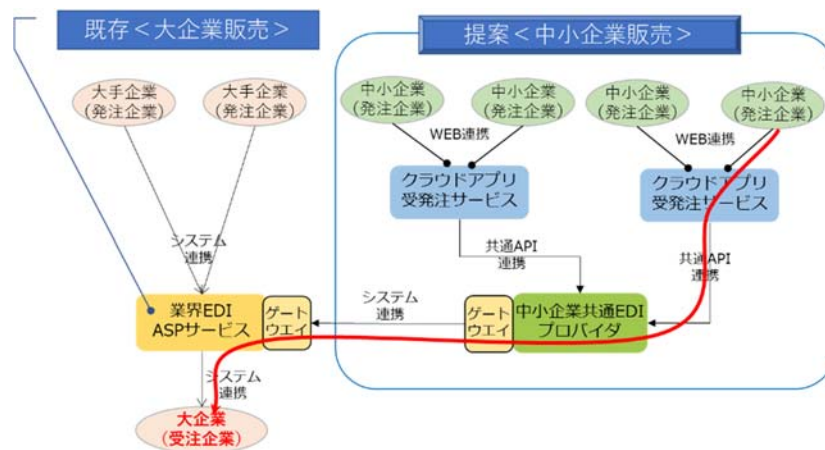 既存＜大企業販売＞
提案＜中小企業販売＞
大手企業
(発注企業)
大手企業
(発注企業)
中小企業
(発注企業)
中小企業
(発注企業)
中小企業
(発注企業)
中小企業
(発注企業)
WEB連携
WEB連携
クラウドアプリ
受発注サービス
クラウドアプリ
受発注サービス
システム
連携
共通API
連携
共通API
連携
業界EDI
ASPサービス
ゲート
ウエイ
システム
連携
ゲート
ウエイ
中小企業共通EDI
プロバイダ
システム
連携
大企業
(受注企業)